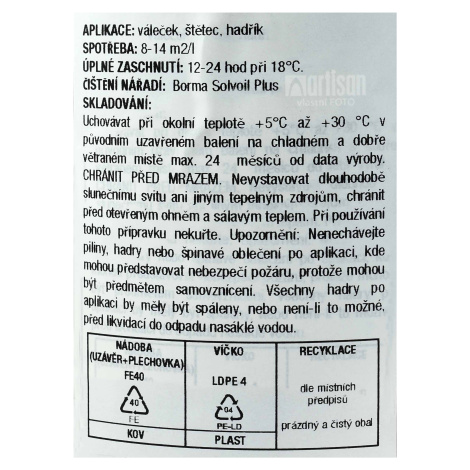 APLIKACE: váleček, štětec, hadřík
SPOTŘEBA: 8-14 m2/l
ÚPLNÉ ZASCHNUTÍ: 12-24 hod při 18°C.
ČIŠTĚNÍ NÁŘADÍ: Borma Solvoil Plus
SKLADOVÁNÍ:
Uchovávat při okolní teplotě +5°C až +30 °C v
původním uzavřeném balení na chladném a dobře
větraném místě max. 24 měsíců od data výroby.
CHRÁNIT PŘED MRAZEM. Nevystavovat dlouhodobě
slunečnímu svitu ani jiným tepelným zdrojům, chránit
před otevřeným ohněm a sálavým teplem. Při používání
tohoto přípravku nekuřte. Upozornění: Nenechávejte
piliny, hadry nebo špinavé oblečení po aplikaci, kde
mohou představovat nebezpečí požáru, protože mohou
být předmětem samovznícení. Všechny hadry po
aplikaci by měly být spáleny, nebo není-li to možné,
před likvidací do odpadu nasáklé vodou.
NÁDOBA
(UZÁVĚR+PLECHOVKA)
FE40
40
FE
KOV
VÍČKO
LDPE 4
04
PE-LD
PLAST
RECYKLACE
dle místních
předpisů
prázdný a čistý obal
artisan